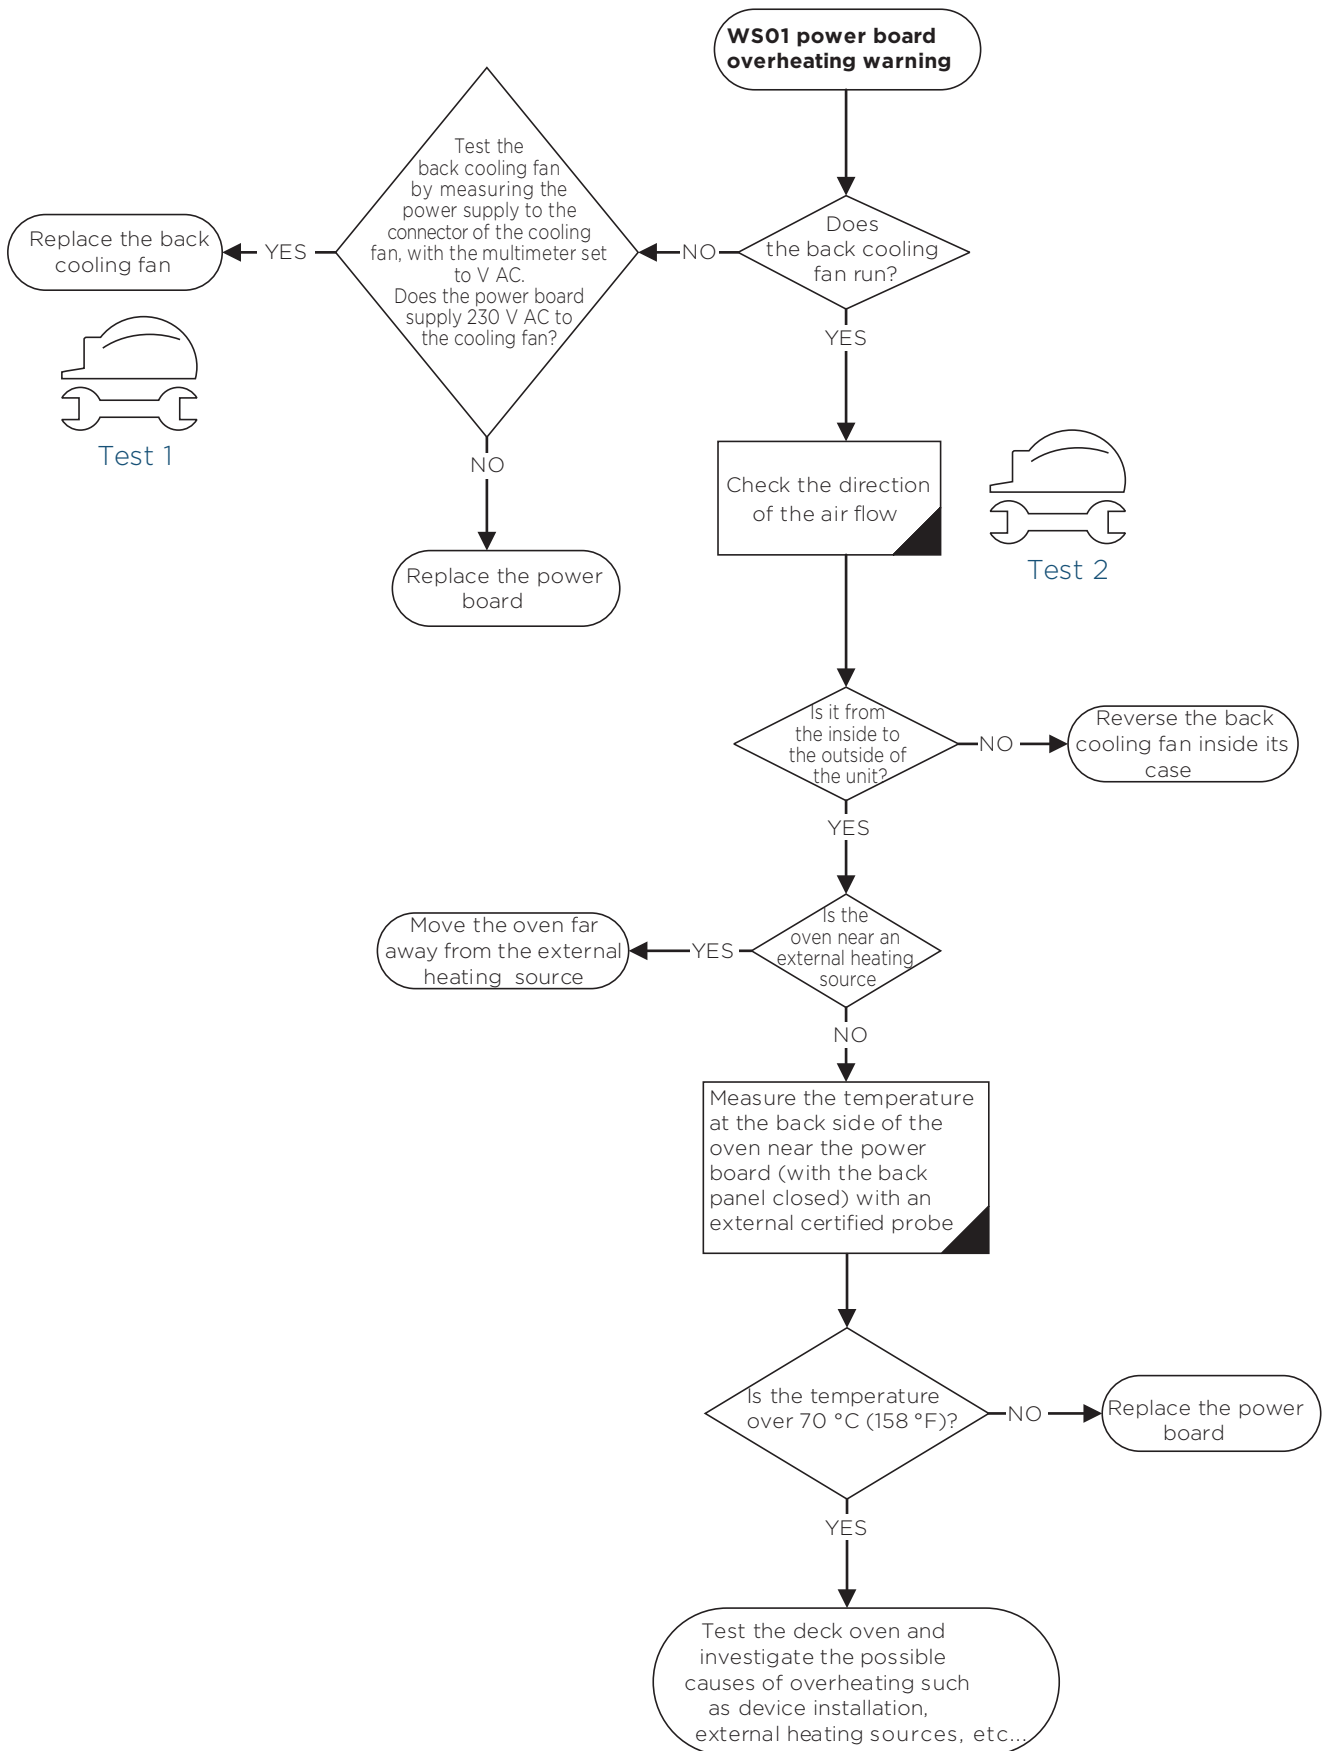 WS01 power board
overheating warning
Does
the back cooling
fan run?
NO
Test the
back cooling fan
by measuring the
power supply to the
connector of the cooling
fan, with the multimeter set
to V AC.
Does the power board
supply 230 V AC to
the cooling fan?
YES
Replace the back
cooling fan
Test 1
NO
Replace the power
board
YES
Check the direction
of the air flow
Test 2
Is it from
the inside to
the outside of
the unit?
NO
Reverse the back
cooling fan inside its
case
YES
Is the
oven near an
external heating
source
YES
Move the oven far
away from the external
heating source
NO
Measure the temperature
at the back side of the
oven near the power
board (with the back
panel closed) with an
external certified probe
Is the temperature
over 70 °C (158 °F)?
NO
Replace the power
board
YES
Test the deck oven and
investigate the possible
causes of overheating such
as device installation,
external heating sources, etc...